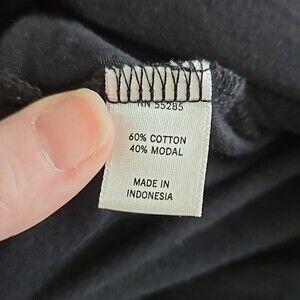 RN 55285
60% COTTON
40% MODAL
MADE IN
INDONESIA